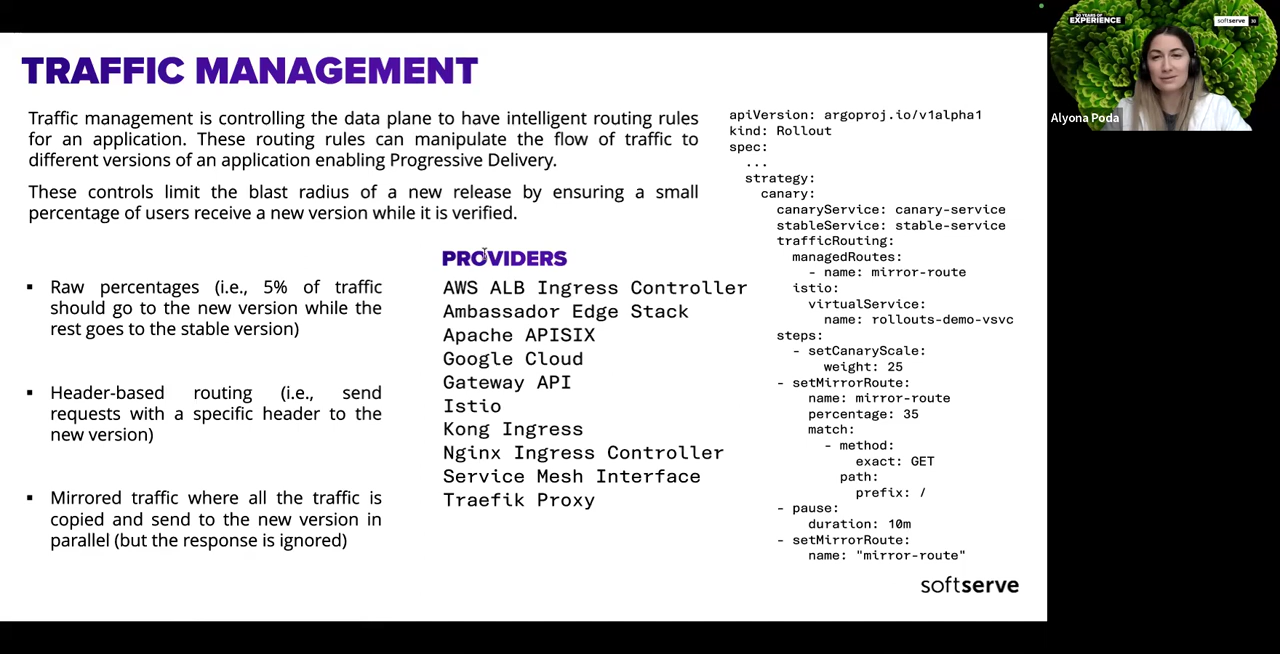 TRAFFIC MANAGEMENT
Traffic management is controlling the data plane to have intelligent routing rules
for an application. These routing rules can manipulate the flow of traffic to
different versions of an application enabling Progressive Delivery.
These controls limit the blast radius of a new release by ensuring a small
percentage of users receive a new version while it is verified.
▪ Raw percentages (i.e., 5% of traffic
should go to the new version while the
rest goes to the stable version)
▪ Header-based routing (i.e., send
requests with a specific header to the
new version)
▪ Mirrored traffic where all the traffic is
copied and send to the new version in
parallel (but the response is ignored)
PROVIDERS
AWS ALB Ingress Controller
Ambassador Edge Stack
Apache APISIX
Google Cloud
Gateway API
Istio
Kong Ingress
Nginx Ingress Controller
Service Mesh Interface
Traefik Proxy
apiVersion: argoproj.io/v1alpha1
kind: Rollout
spec:
...
strategy:
canary:
canaryService: canary-service
stableService: stable-service
trafficRouting:
managedRoutes:
- name: mirror-route
istio:
virtualService:
name: rollouts-demo-vsvc
steps:
- setCanaryScale:
weight: 25
- setMirrorRoute:
name: mirror-route
percentage: 35
match:
- method:
exact: GET
path:
prefix: /
- pause:
duration: 10m
- setMirrorRoute:
name: "mirror-route"
softserve
30 YEARS OF
EXPERIENCE
softserve 30
Alyona Poda